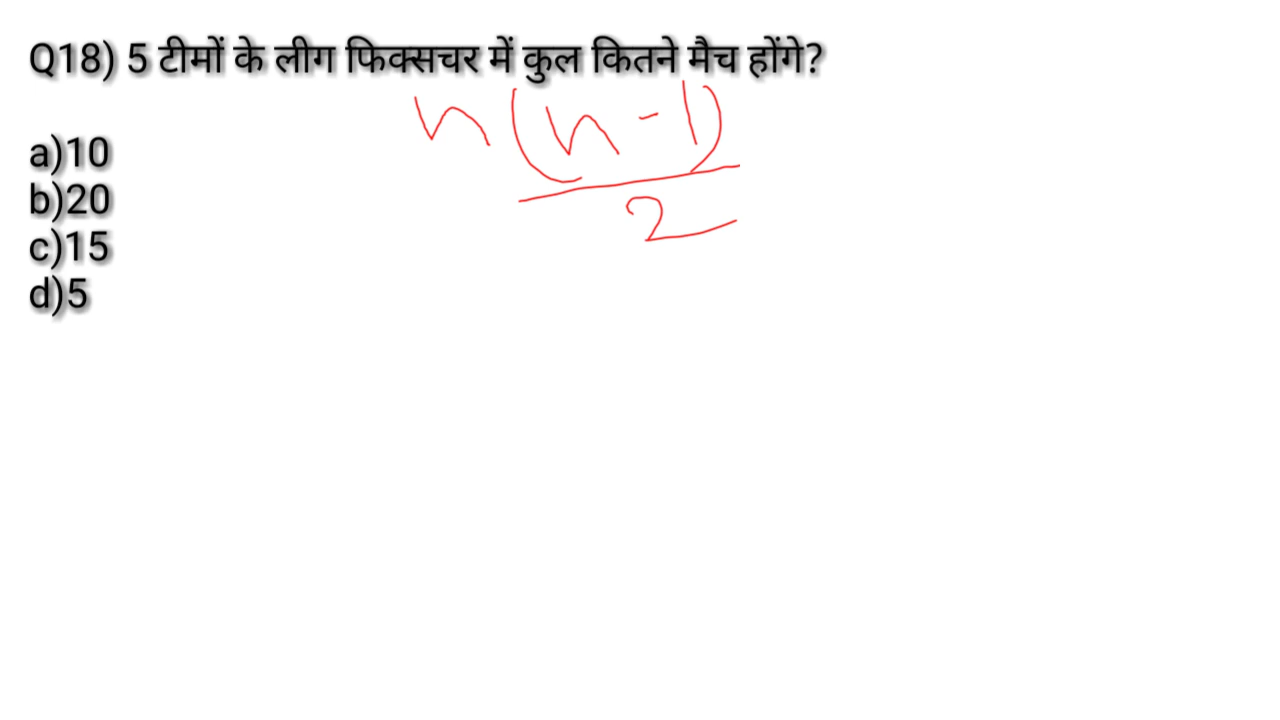 Q18) 5 टीमों के लीग फिक्सचर में कुल कितने मैच होंगे?
n(n-1)
2
a)10
b)20
c)15
d)5